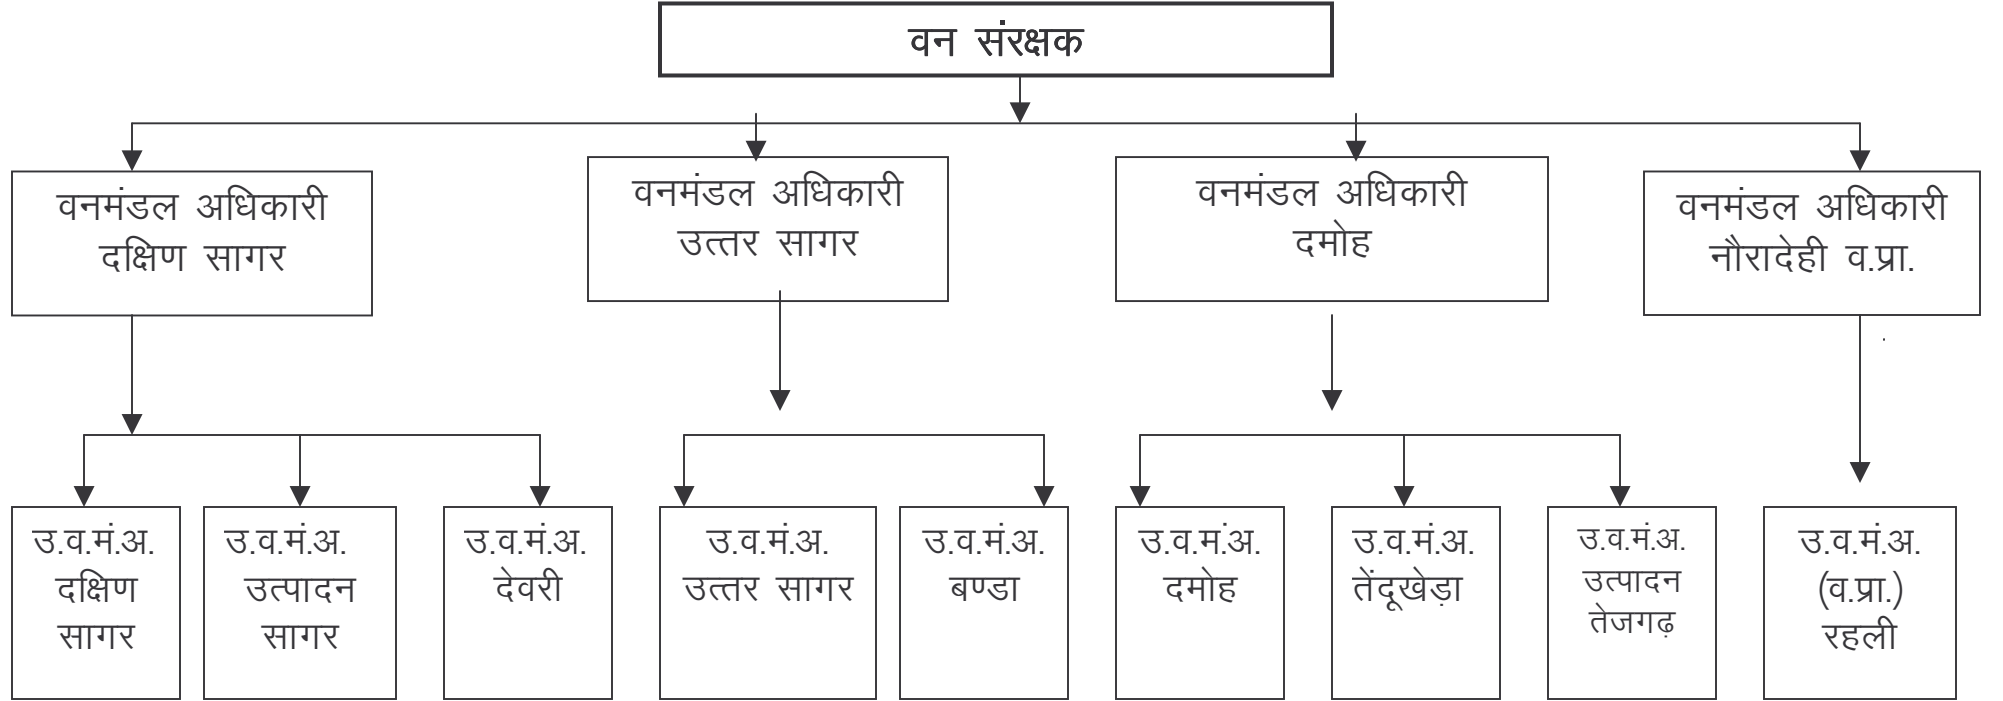 वन संरक्षक
वनमंडल अधिकारी
दक्षिण सागर
वनमंडल अधिकारी
उत्तर सागर
वनमंडल अधिकारी
दमोह
वनमंडल अधिकारी
नौरादेही व.प्रा.
उ.व.मं.अ.
दक्षिण
सागर
उ.व.मं.अ.
उत्पादन
सागर
उ.व.मं.अ.
देवरी
उ.व.मं.अ.
उत्तर सागर
उ.व.मं.अ.
बण्डा
उ.व.मं.अ.
दमोह
उ.व.मं.अ.
तेंदूखेड़ा
उ.व.मं.अ.
उत्पादन
तेजगढ़
उ.व.मं.अ.
(व.प्रा.)
रहली